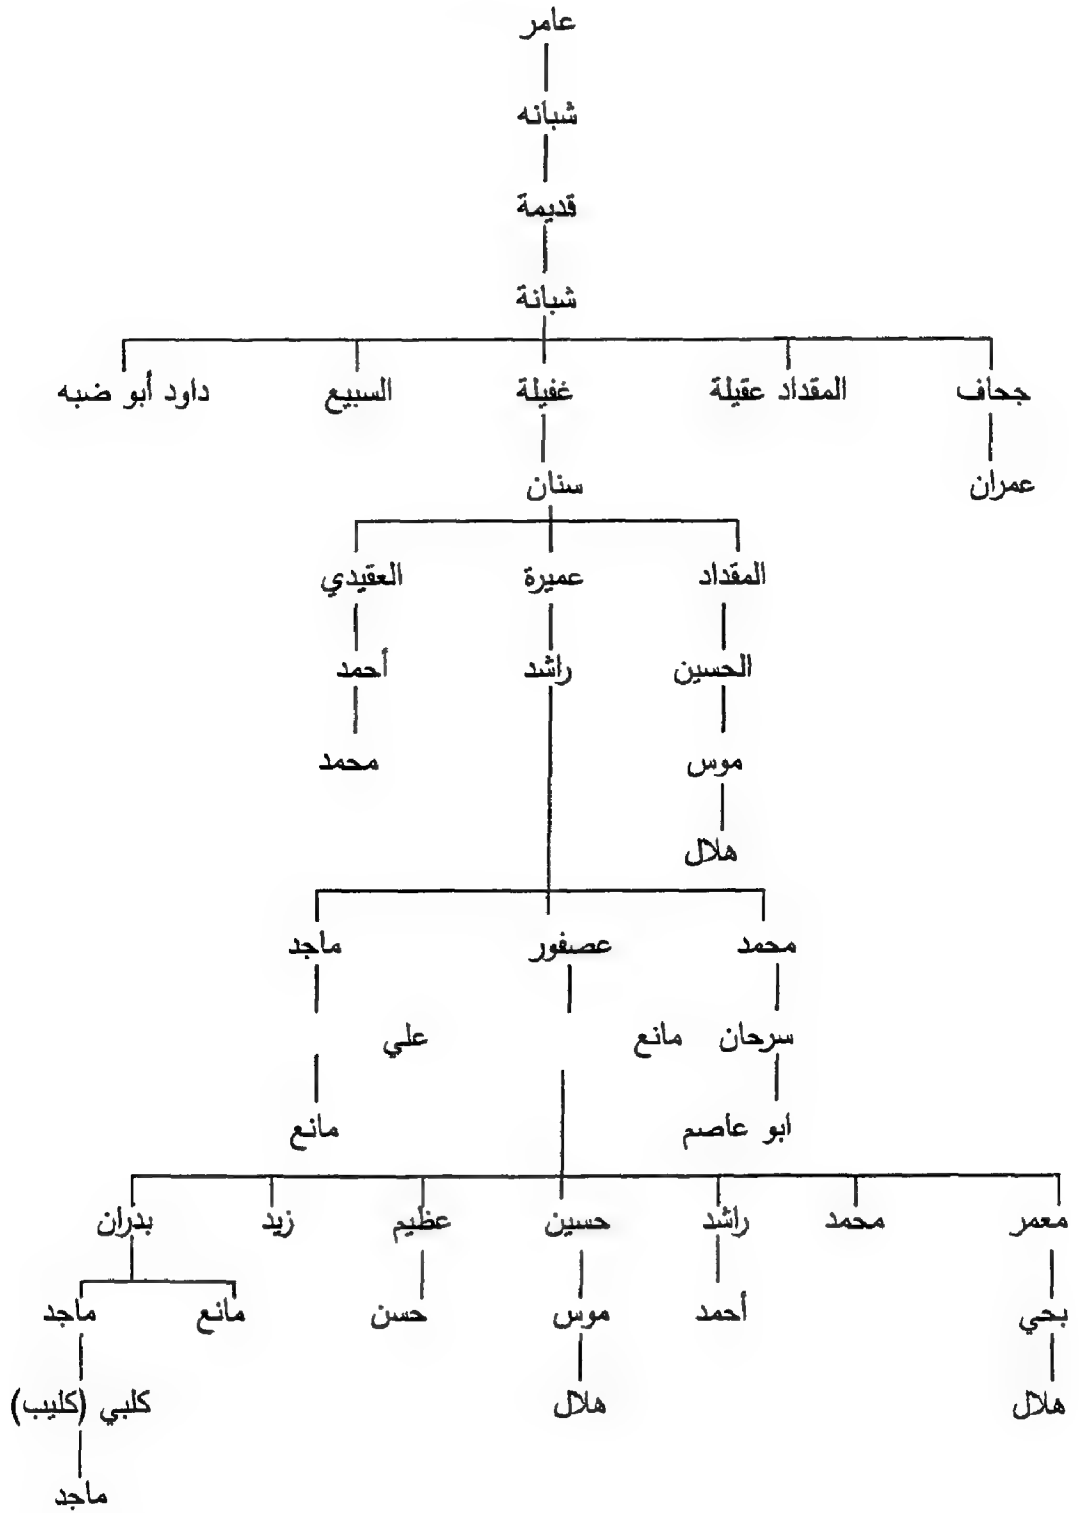 عامر
شبانه
قديمة
شبانة
جحاف المقداد عقيلة غفيلة السبيع داود أبو ضبه
عمران سنان
المقداد عميرة العقيدي
الحسين راشد أحمد
موس محمد
هلال
محمد عصفور ماجد
سرحان مانع علي
ابو عاصم مانع
معمر محمد راشد حسين عظيم زيد بدران
بحي أحمد موس حسن مانع ماجد
هلال هلال كلبي (كليب)
ماجد